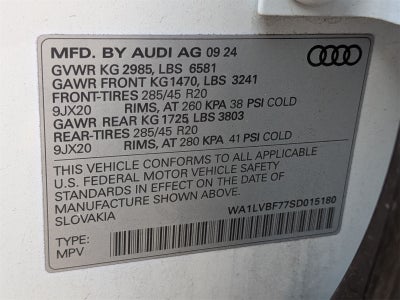 MFD. BY AUDI AG 09 24
GVWR KG 2985, LBS 6581
GAWR FRONT KG1470, LBS 3241
FRONT-TIRES 285/45 R20
9JX20 RIMS, AT 260 KPA 38 PSI COLD
GAWR REAR KG 1725, LBS 3803
REAR-TIRES 285/45 R20
9JX20 RIMS, AT 280 KPA 41 PSI COLD
THIS VEHICLE CONFORMS TO ALL APPLICABLE
U.S. FEDERAL MOTOR VEHICLE SAFETY
STANDARDS IN EFFECT ON THE DATE OF
MANUFACTURE SHOWN ABOVE.
SLOVAKIA
WA1LVBF77SD015180
TYPE:
MPV